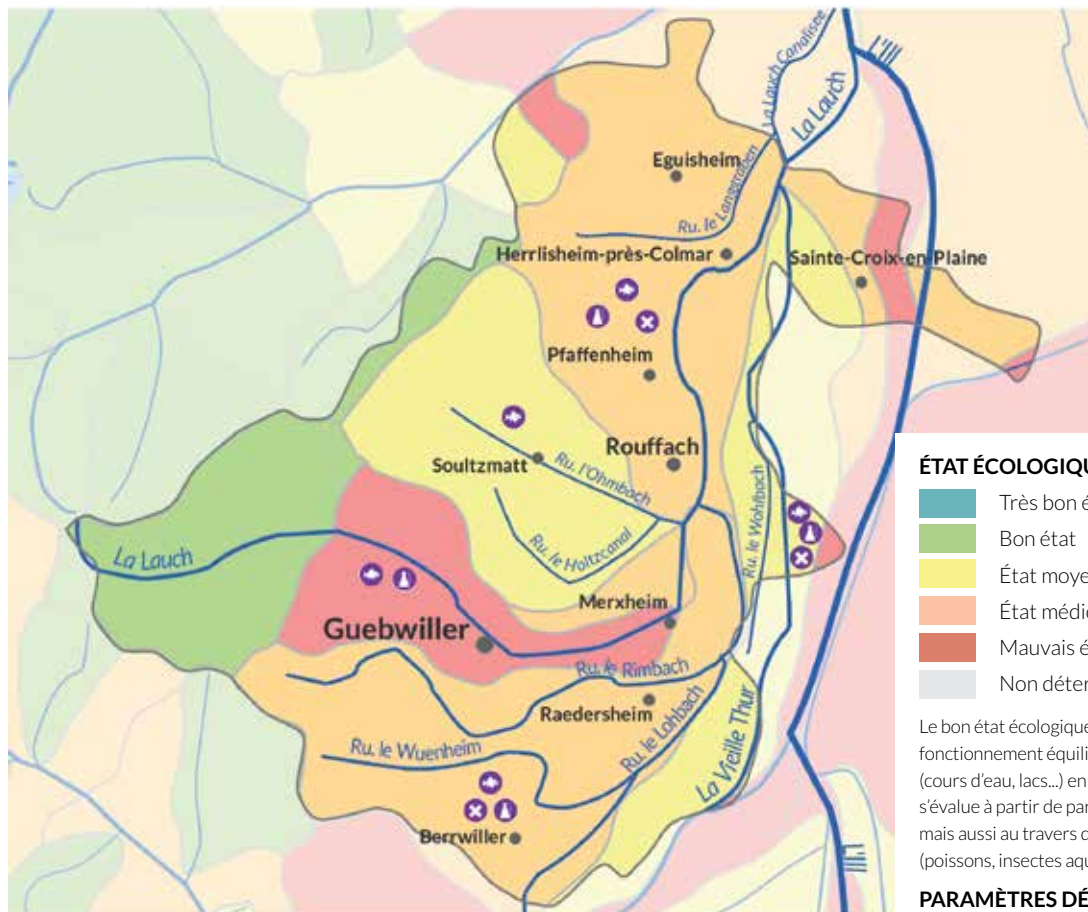 La Lauch Canalisée
La Lauch
Eguisheim
Ru. le Langgraben
Herrlisheim-près-Colmar
Sainte-Croix-en-Plaine
Pfaffenheim
Rouffach
Soultzmatt
Ru. l'Ohmbach
Ru. le Wohlbach
Ru. le Holtzcanal
La Lauch
Merxheim
Guebwiller
Ru. le Rimbach
Raedersheim
Ru. le Lohbach
La Vieille Thur
Ru. le Wuenheim
Berrwiller
ÉTAT ÉCOLOGIQU
Très bon é
Bon état
État moye
État médi
Mauvais é
Non déter
Le bon état écologique
fonctionnement équili
(cours d'eau, lacs...) en
s'évalue à partir de par
mais aussi au travers d
(poissons, insectes aqu
PARAMÈTRES DÉ